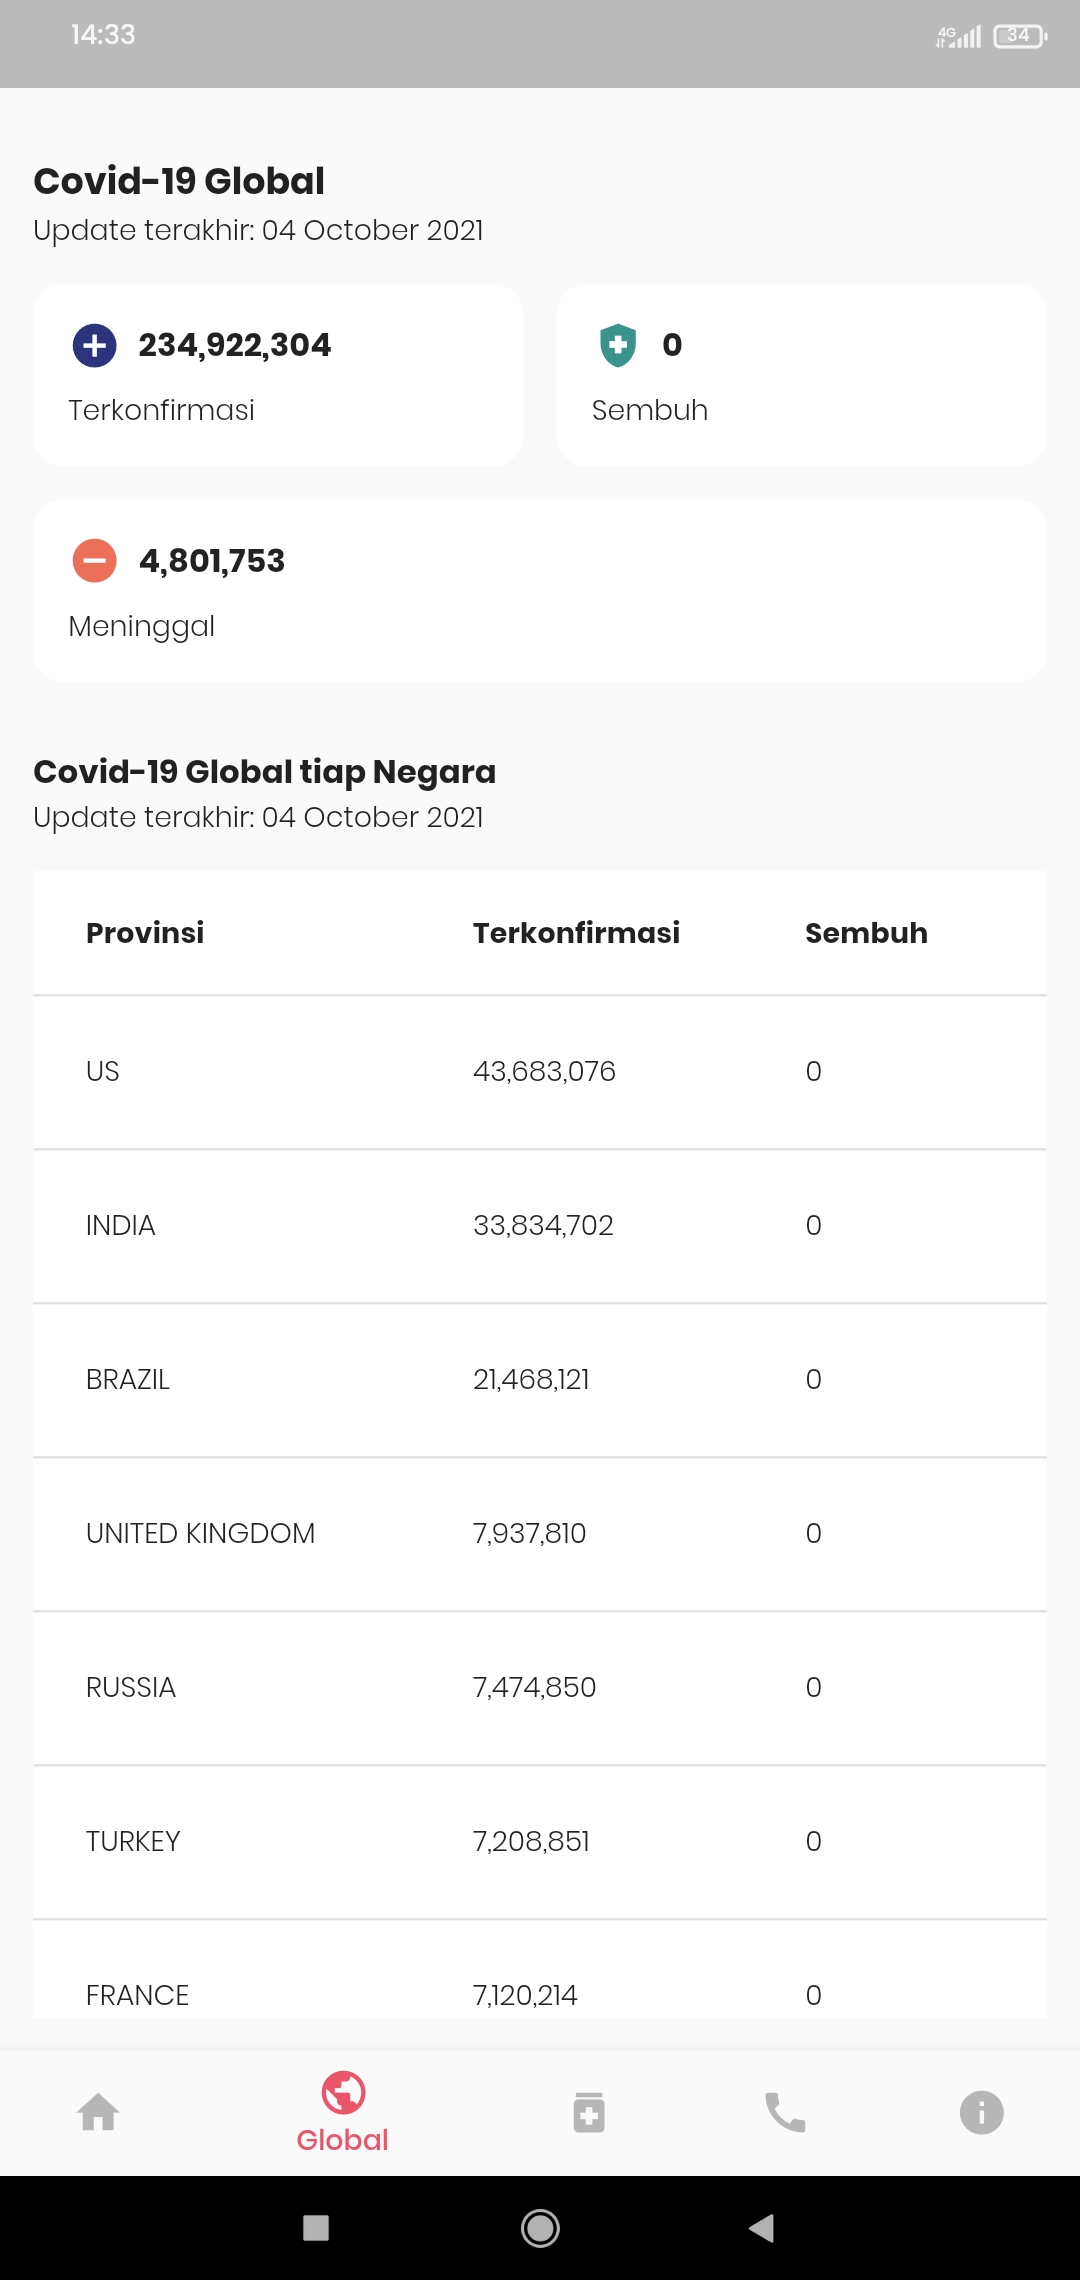 14:33
4G
34
Covid-19 Global
Update terakhir: 04 October 2021
234,922,304
Terkonfirmasi
0
Sembuh
4,801,753
Meninggal
Covid-19 Global tiap Negara
Update terakhir: 04 October 2021
Provinsi Terkonfirmasi Sembuh
US 43,683,076 0
INDIA 33,834,702 0
BRAZIL 21,468,121 0
UNITED KINGDOM 7,937,810 0
RUSSIA 7,474,850 0
TURKEY 7,208,851 0
FRANCE 7,120,214 0
Global